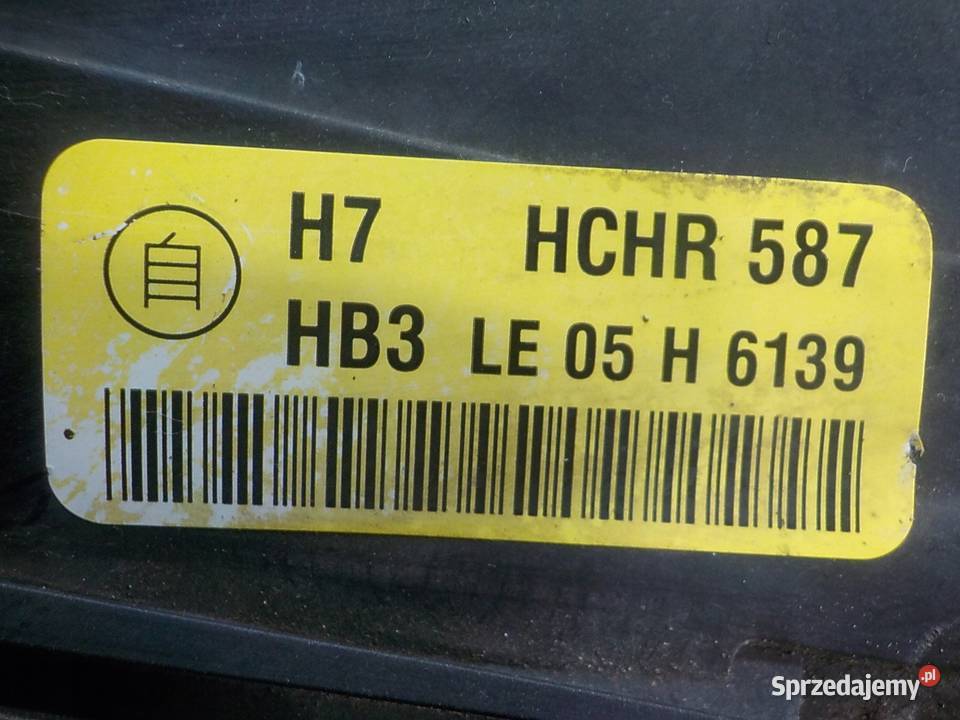 H7 HCHR 587
HB3 LE 05 H 6139
Sprzedajemy.pl